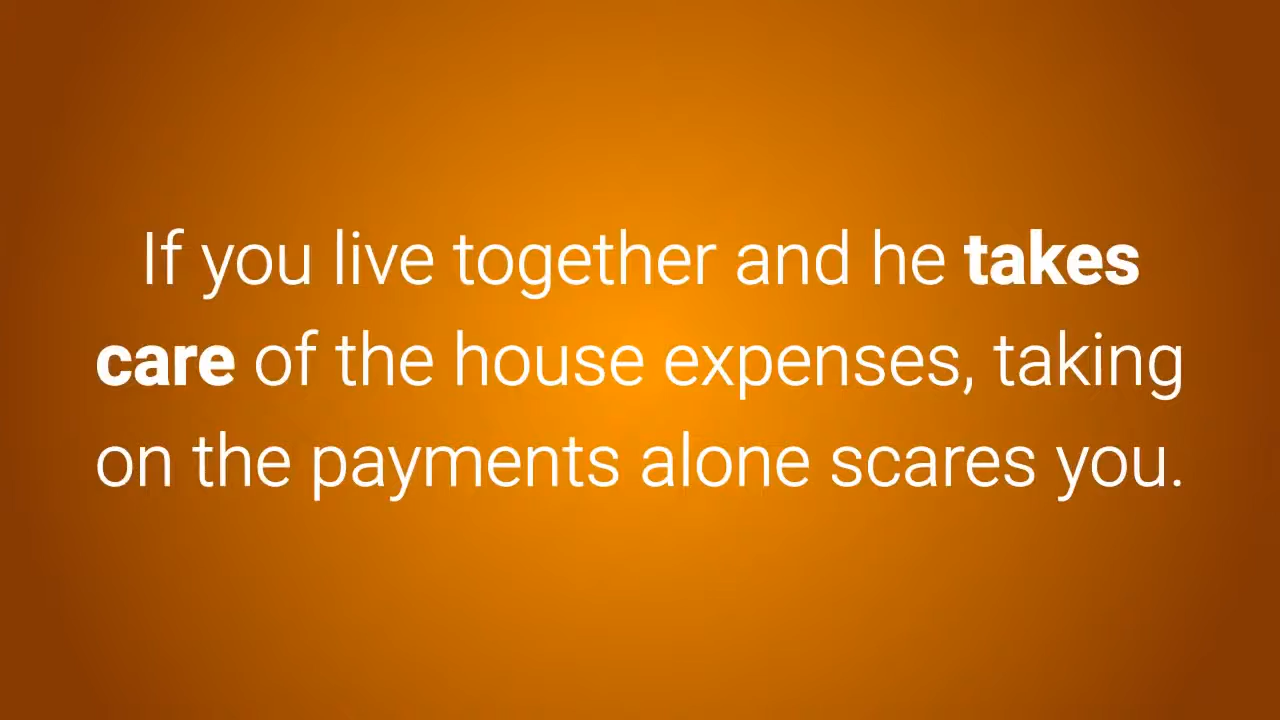 If you live together and he takes
care of the house expenses, taking
on the payments alone scares you.